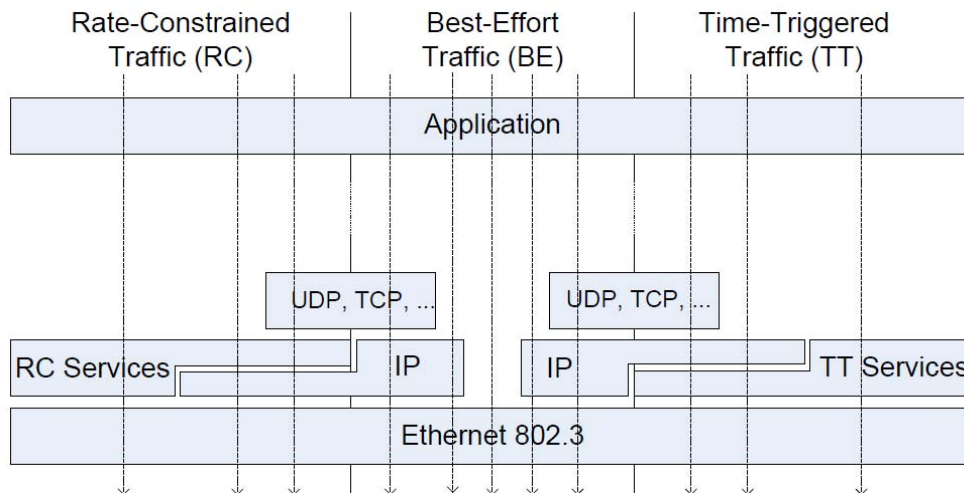 Rate-Constrained
Traffic (RC)
Best-Effort
Traffic (BE)
Time-Triggered
Traffic (TT)
Application
UDP, TCP, ...
UDP, TCP, ...
RC Services
IP
IP
TT Services
Ethernet 802.3